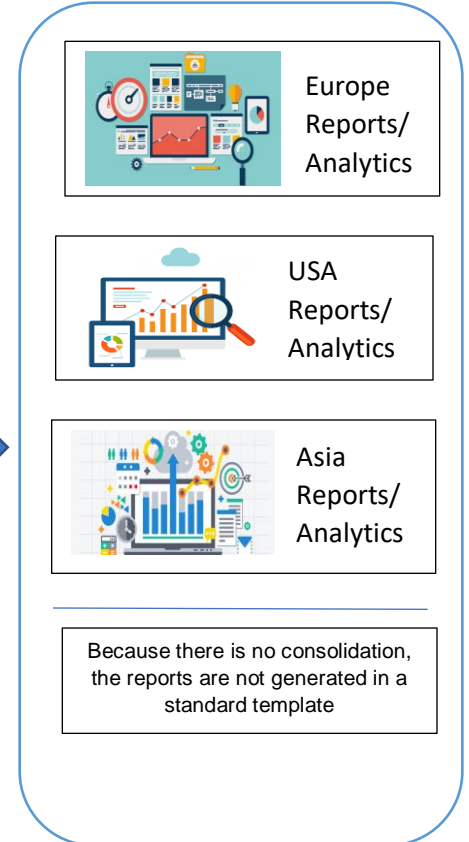 Europe
Reports/
Analytics
USA
Reports/
Analytics
Asia
Reports/
Analytics
Because there is no consolidation,
the reports are not generated in a
standard template